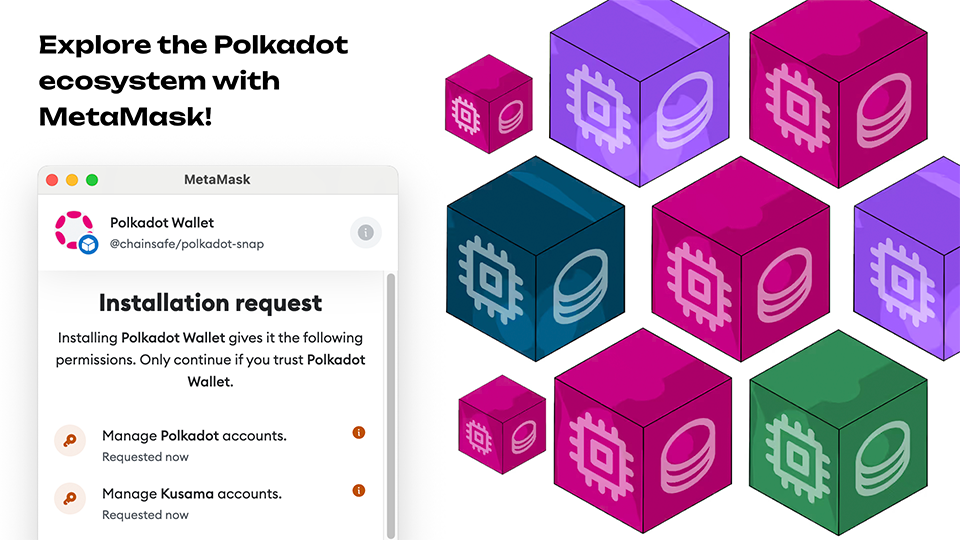 Explore the Polkadot
ecosystem with
MetaMask!
MetaMask
Polkadot Wallet
@chainsafe/polkadot-snap
Installation request
Installing Polkadot Wallet gives it the following
permissions. Only continue if you trust Polkadot
Wallet.
Manage Polkadot accounts.
Requested now
Manage Kusama accounts.
Requested now